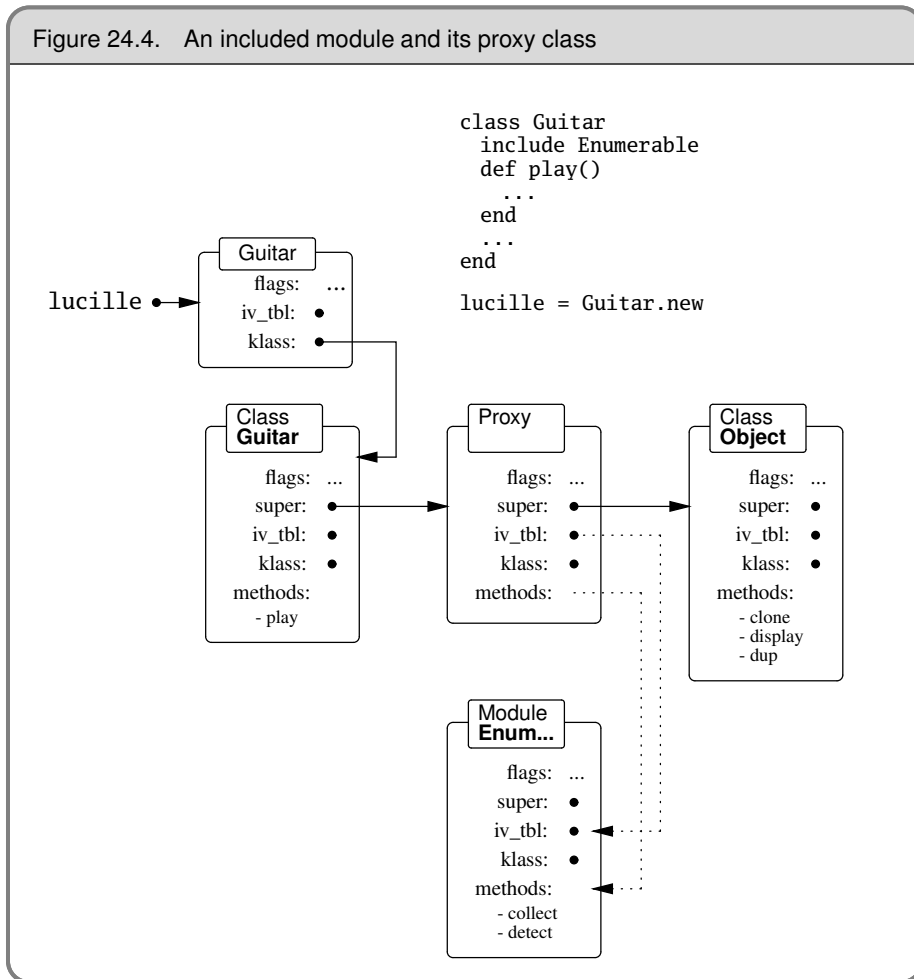 Figure 24.4. An included module and its proxy class
class Guitar
include Enumerable
def play()
...
end
...
end
lucille = Guitar.new
lucille
Guitar
flags: ...
iv_tbl:
klass:
Class
Guitar
flags: ...
super:
iv_tbl:
klass:
methods:
- play
Proxy
flags: ...
super:
iv_tbl:
klass:
methods:
Class
Object
flags: ...
super:
iv_tbl:
klass:
methods:
- clone
- display
- dup
Module
Enum...
flags: ...
super:
iv_tbl:
klass:
methods:
- collect
- detect